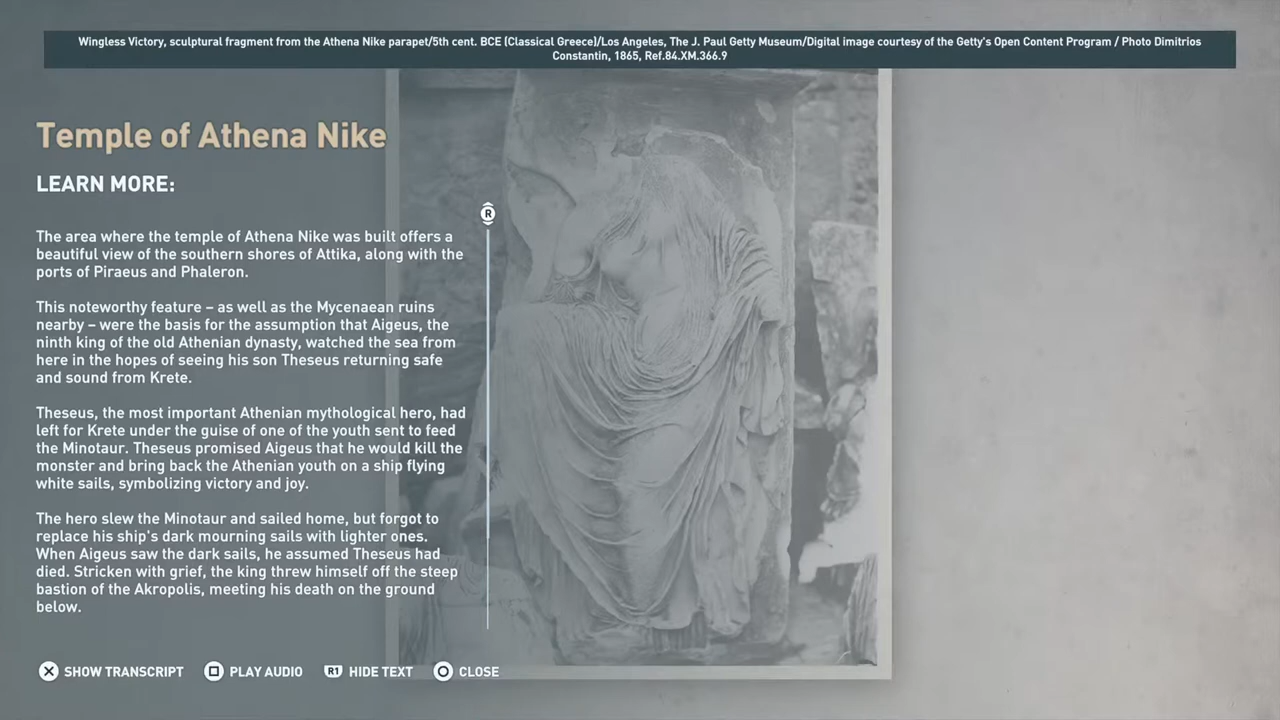 Wingless Victory, sculptural fragment from the Athena Nike parapet/5th cent. BCE (Classical Greece)/Los Angeles, The J. Paul Getty Museum/Digital image courtesy of the Getty's Open Content Program / Photo Dimitrios
Constantin, 1865, Ref.84.XM.366.9
Temple of Athena Nike
LEARN MORE:
The area where the temple of Athena Nike was built offers a
beautiful view of the southern shores of Attika, along with the
ports of Piraeus and Phaleron.
This noteworthy feature – as well as the Mycenaean ruins
nearby – were the basis for the assumption that Aigeus, the
ninth king of the old Athenian dynasty, watched the sea from
here in the hopes of seeing his son Theseus returning safe
and sound from Krete.
Theseus, the most important Athenian mythological hero, had
left for Krete under the guise of one of the youth sent to feed
the Minotaur. Theseus promised Aigeus that he would kill the
monster and bring back the Athenian youth on a ship flying
white sails, symbolizing victory and joy.
The hero slew the Minotaur and sailed home, but forgot to
replace his ship's dark mourning sails with lighter ones.
When Aigeus saw the dark sails, he assumed Theseus had
died. Stricken with grief, the king threw himself off the steep
bastion of the Akropolis, meeting his death on the ground
below.
R
SHOW TRANSCRIPT PLAY AUDIO R1 HIDE TEXT CLOSE